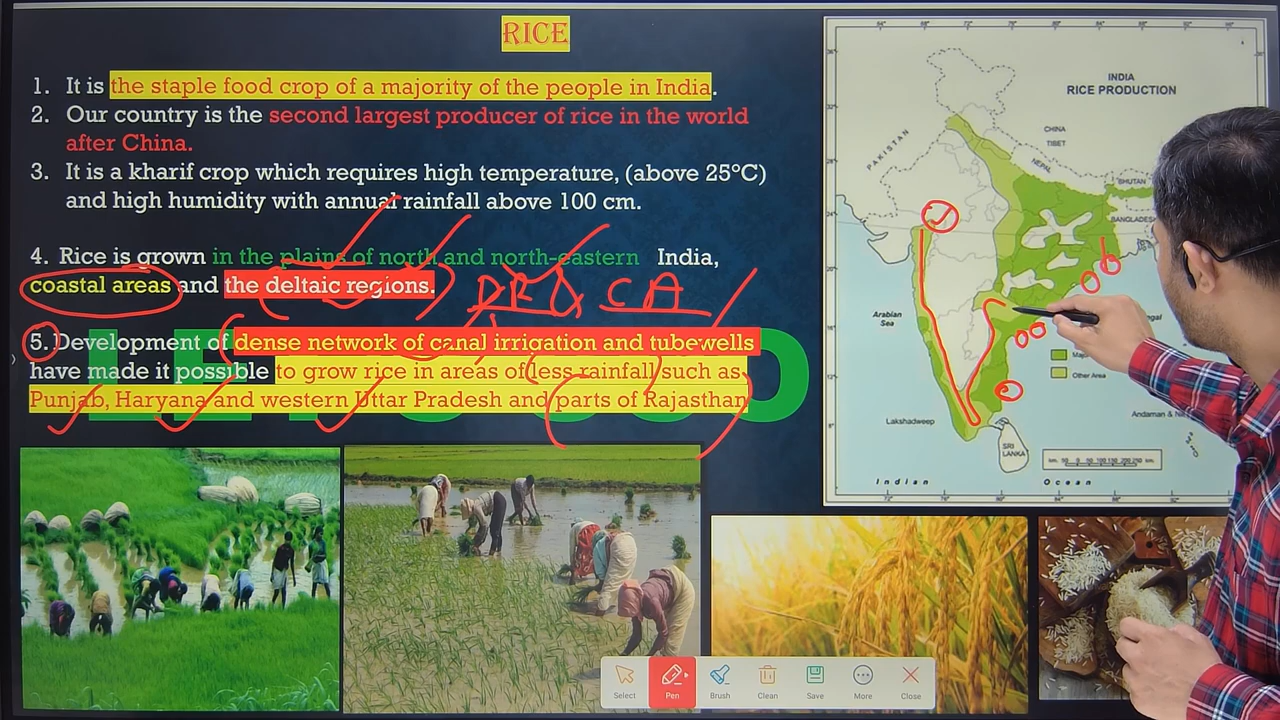 RICE
1. It is the staple food crop of a majority of the people in India.
2. Our country is the second largest producer of rice in the world
after China.
3. It is a kharif crop which requires high temperature, (above 25°C)
and high humidity with annual rainfall above 100 cm.
4. Rice is grown in the plains of north and north-eastern India,
coastal areas and the deltaic regions.
5. Development of dense network of canal irrigation and tubewells
have made it possible to grow rice in areas of less rainfall such as
Punjab, Haryana and western Uttar Pradesh and parts of Rajasthan
INDIA
RICE PRODUCTION
PAKISTAN
CHINA
TIBET
NEPAL
BHUTAN
BANGLADESH
Arabian
Sea
Other Area
Lakshadweep
Andaman & Ni
SRI
LANKA
Indian Ocean
Select
Pen
Brush
Clean
Save
More
Close